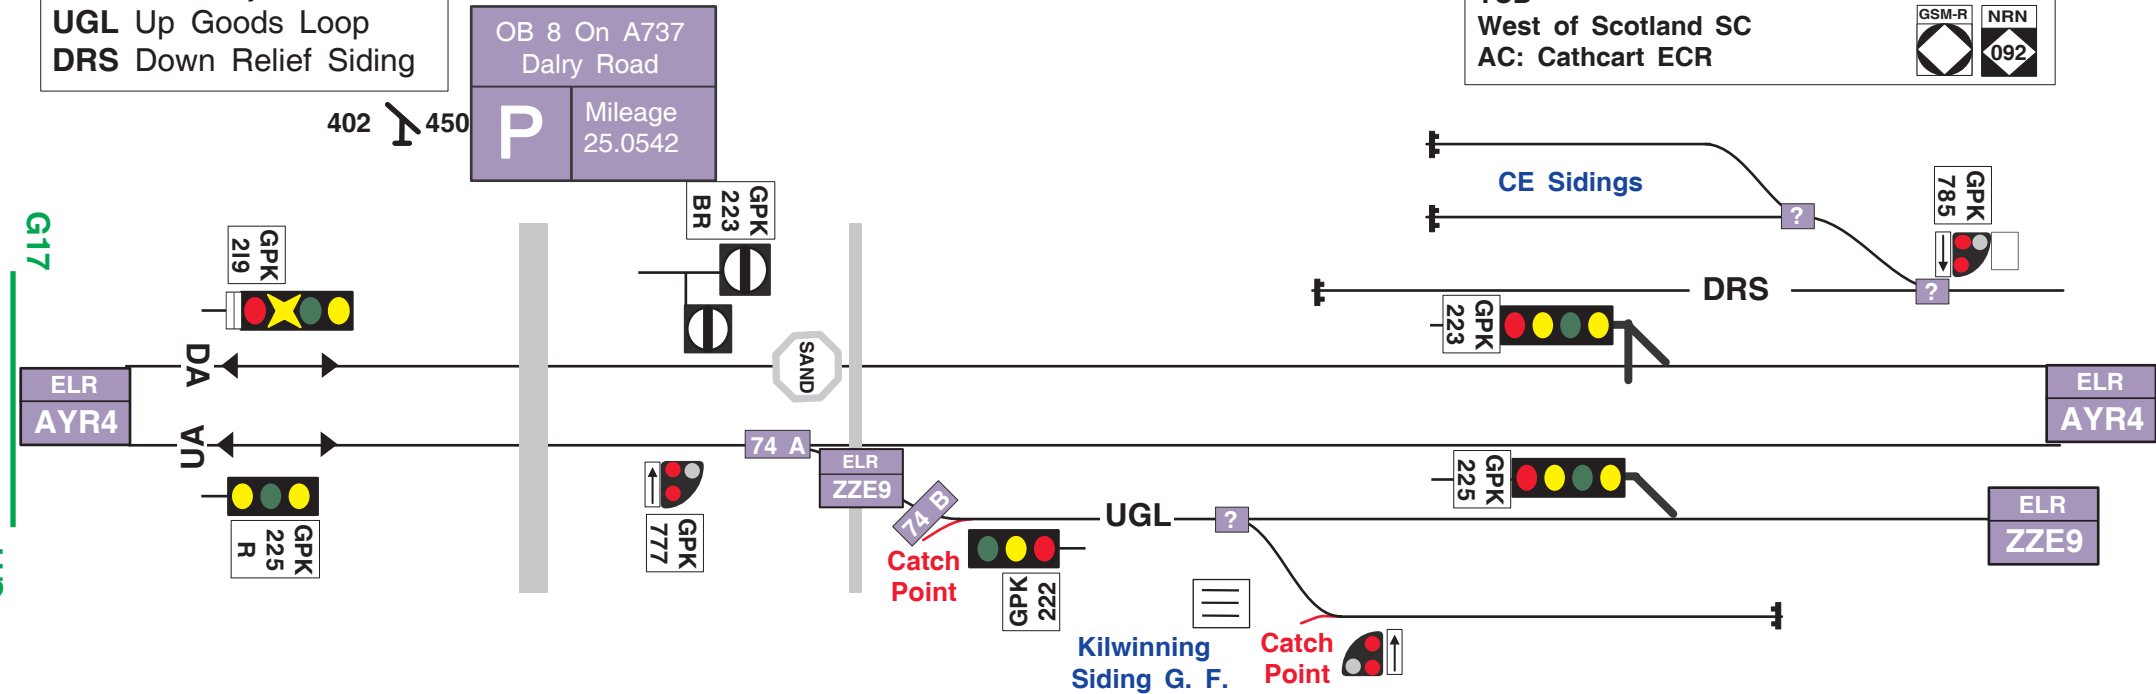 UGL Up Goods Loop
DRS Down Relief Siding
OB 8 On A737
Dalry Road
P
Mileage
25.0542
402
450
West of Scotland SC
AC: Cathcart ECR
GSM-R
NRN
092
G17
GPK
219
GPK
223
BR
CE Sidings
?
GPK
785
DRS
?
GPK
223
DA
SAND
ELR
AYR4
ELR
AYR4
UA
74 A
ELR
ZZE9
GPK
225
R
GPK
777
74 B
Catch
Point
UGL
?
GPK
225
ELR
ZZE9
GPK
222
Kilwinning
Siding G. F.
Catch
Point